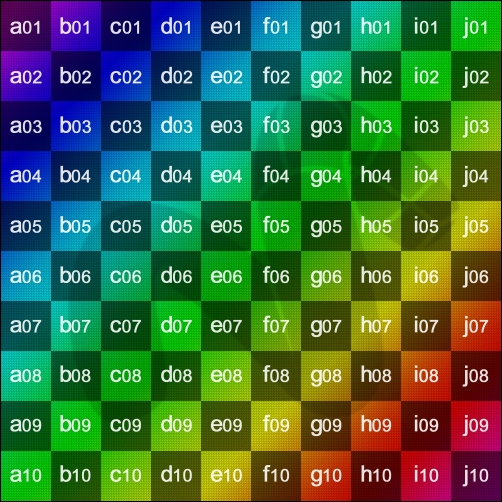 a01 b01 c01 d01 e01 f01 g01 h01 i01 j01
a02 b02 c02 d02 e02 f02 g02 h02 i02 j02
a03 b03 c03 d03 e03 f03 g03 h03 i03 j03
a04 b04 c04 d04 e04 f04 g04 h04 i04 j04
a05 b05 c05 d05 e05 f05 g05 h05 i05 j05
a06 b06 c06 d06 e06 f06 g06 h06 i06 j06
a07 b07 c07 d07 e07 f07 g07 h07 i07 j07
a08 b08 c08 d08 e08 f08 g08 h08 i08 j08
a09 b09 c09 d09 e09 f09 g09 h09 i09 j09
a10 b10 c10 d10 e10 f10 g10 h10 i10 j10